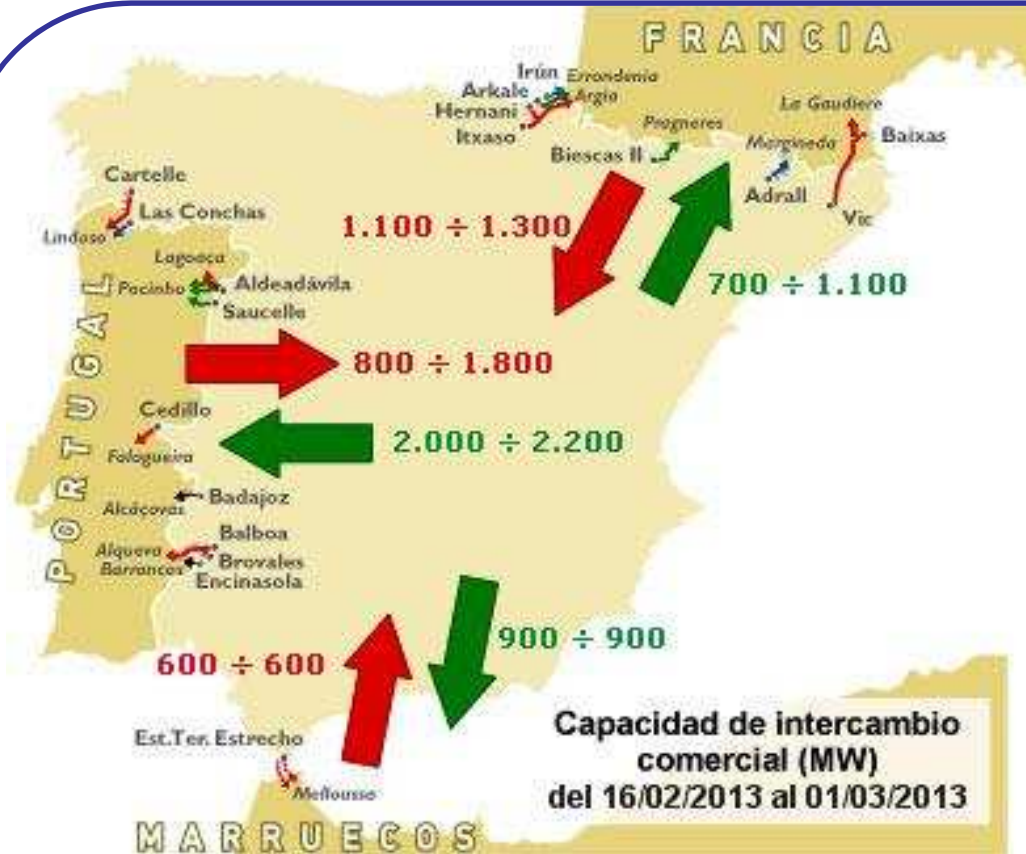 FRANCIA
Irún Errondenia
Arkale Argia
Hernani
Itxaso
La Gaudiere
Pragneres
Margineda
Baixas
Biescas II
Adrall
Vic
Cartelle
Las Conchas
Lindoso
1.100 ÷ 1.300
700 ÷ 1.100
Lagoaca
Pocinho
Aldeadávila
Saucelle
PORTUGAL
800 ÷ 1.800
Cedillo
2.000 ÷ 2.200
Falagueira
Badajoz
Alcáçovas
Balboa
Alqueva
Brovales
Barrancos
Encinasola
900 ÷ 900
600 ÷ 600
Est.Ter. Estrecho
Mellousso
Capacidad de intercambio
comercial (MW)
del 16/02/2013 al 01/03/2013
MARRUECOS